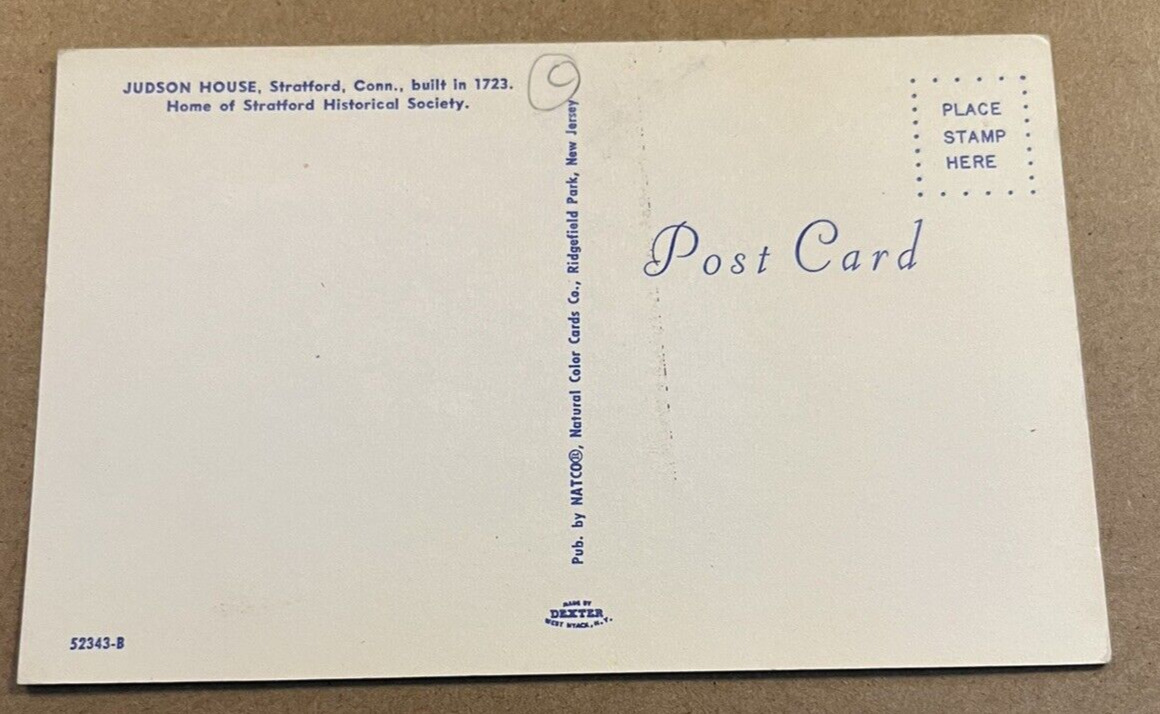 JUDSON HOUSE, Stratford, Conn., built in 1723.
Home of Stratford Historical Society.
9
Pub. by NATCO®, Natural Color Cards Co., Ridgefield Park, New Jersey
PLACE
STAMP
HERE
Post Card
MADE BY
DEXTER
WEST NYACK, N.Y.
52343-B